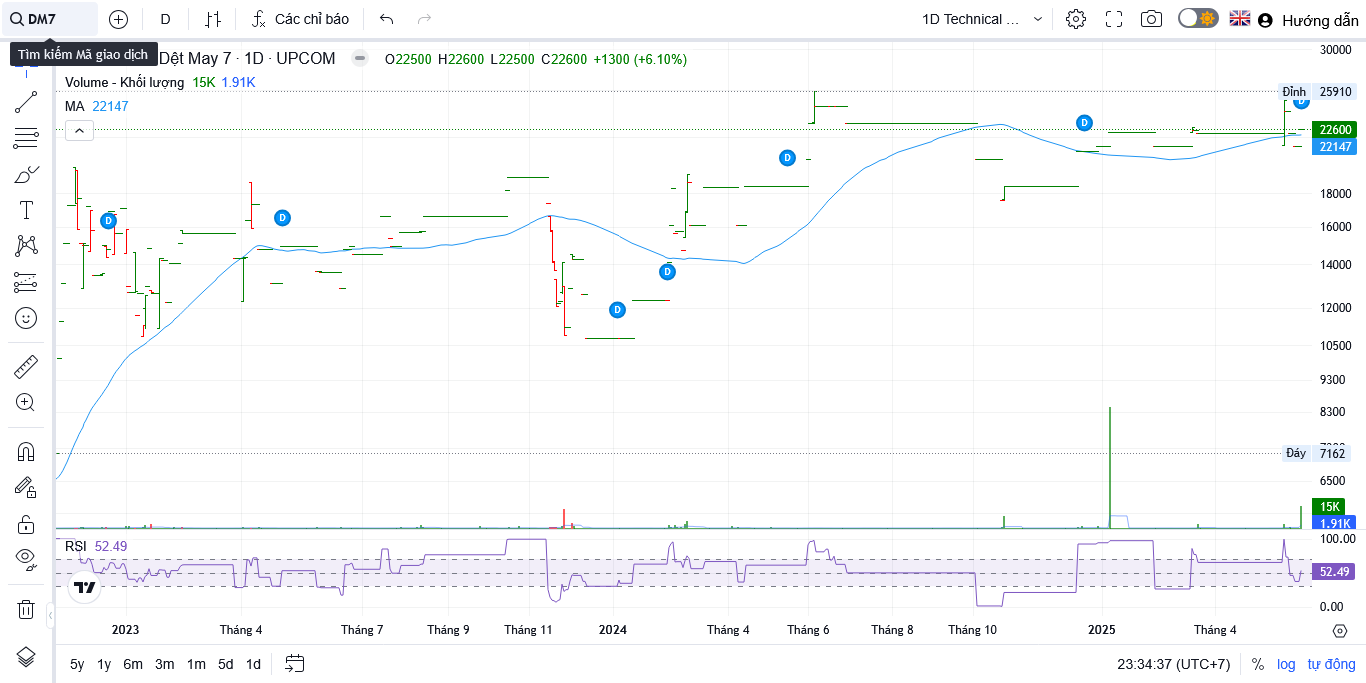 DM7
D
Các chỉ báo
1D Technical ...
Hướng dẫn
Tìm kiếm Mã giao dịch
Dệt May 7 · 1D · UPCOM
O22500 H22600 L22500 C22600 +1300 (+6.10%)
Volume - Khối lượng 15K 1.91K
MA 22147
30000
Đỉnh 25910
22600
22147
18000
16000
14000
12000
10500
9300
8300
Đáy 7162
6500
15K
1.91K
D
D
D
D
D
D
D
RSI 52.49
100.00
52.49
0.00
2023 Tháng 4 Tháng 7 Tháng 9 Tháng 11 2024 Tháng 4 Tháng 6 Tháng 8 Tháng 10 2025 Tháng 4
5y 1y 6m 3m 1m 5d 1d
23:34:37 (UTC+7) % log tự động